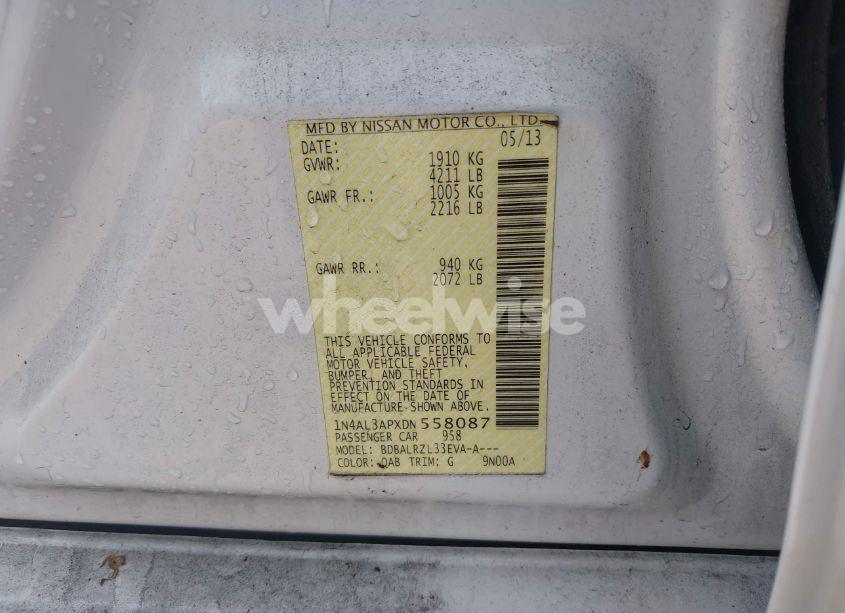 MFD BY NISSAN MOTOR CO., LTD
DATE: 05/13
GVWR: 1910 KG
4211 LB
GAWR FR.: 1005 KG
2216 LB
GAWR RR.: 940 KG
2072 LB
wheelwise
THIS VEHICLE CONFORMS TO
ALL APPLICABLE FEDERAL
MOTOR VEHICLE SAFETY,
BUMPER, AND THEFT
PREVENTION STANDARDS IN
EFFECT ON THE DATE OF
MANUFACTURE-SHOWN ABOVE.
1N4AL3APXDN558087
PASSENGER CAR 958
MODEL: BDBALRZL33EVA-A---
COLOR: QAB TRIM: G 9N00A